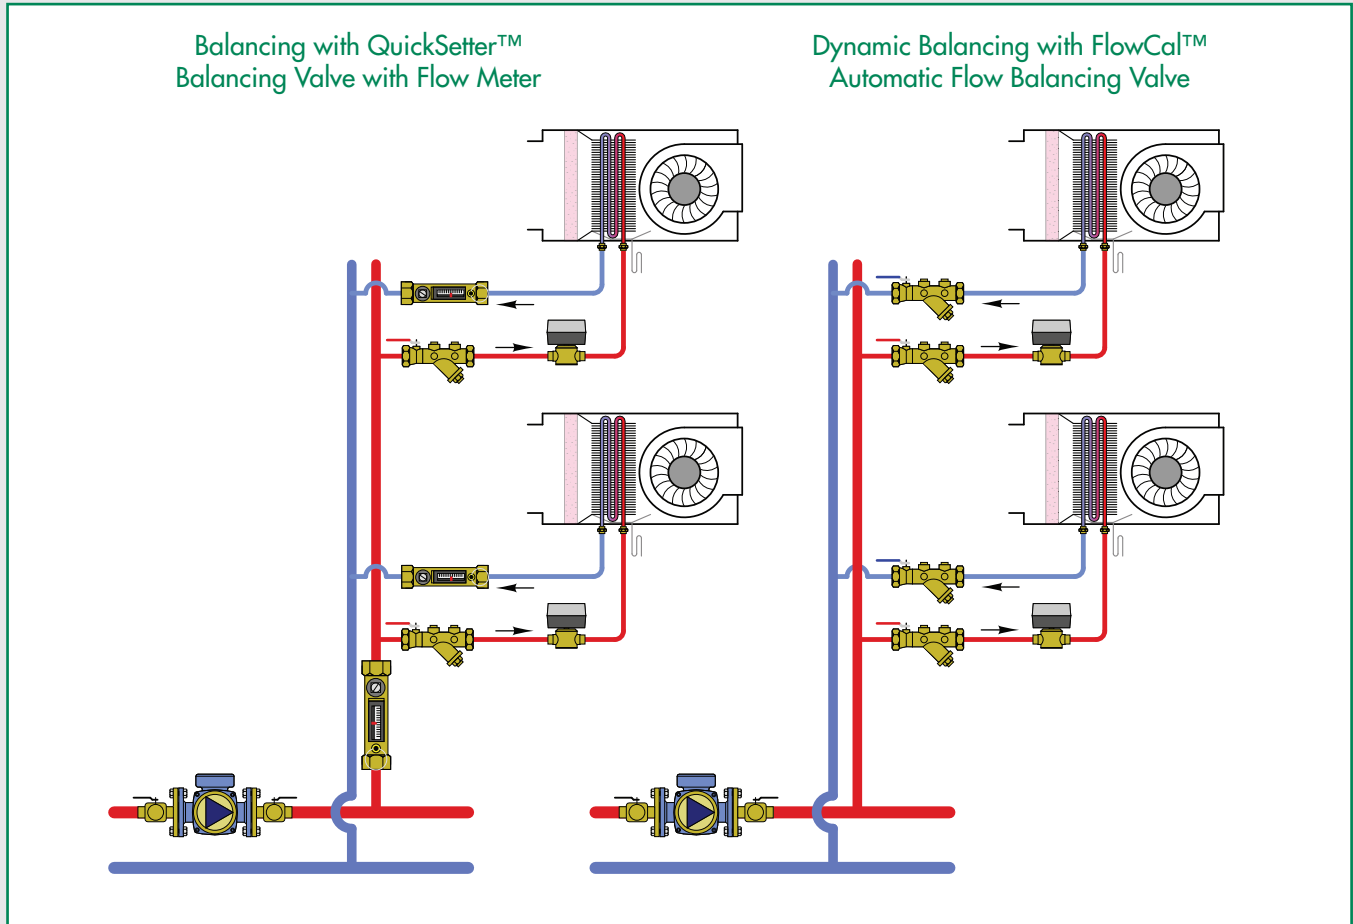 Balancing with QuickSetter™
Balancing Valve with Flow Meter
Dynamic Balancing with FlowCal™
Automatic Flow Balancing Valve